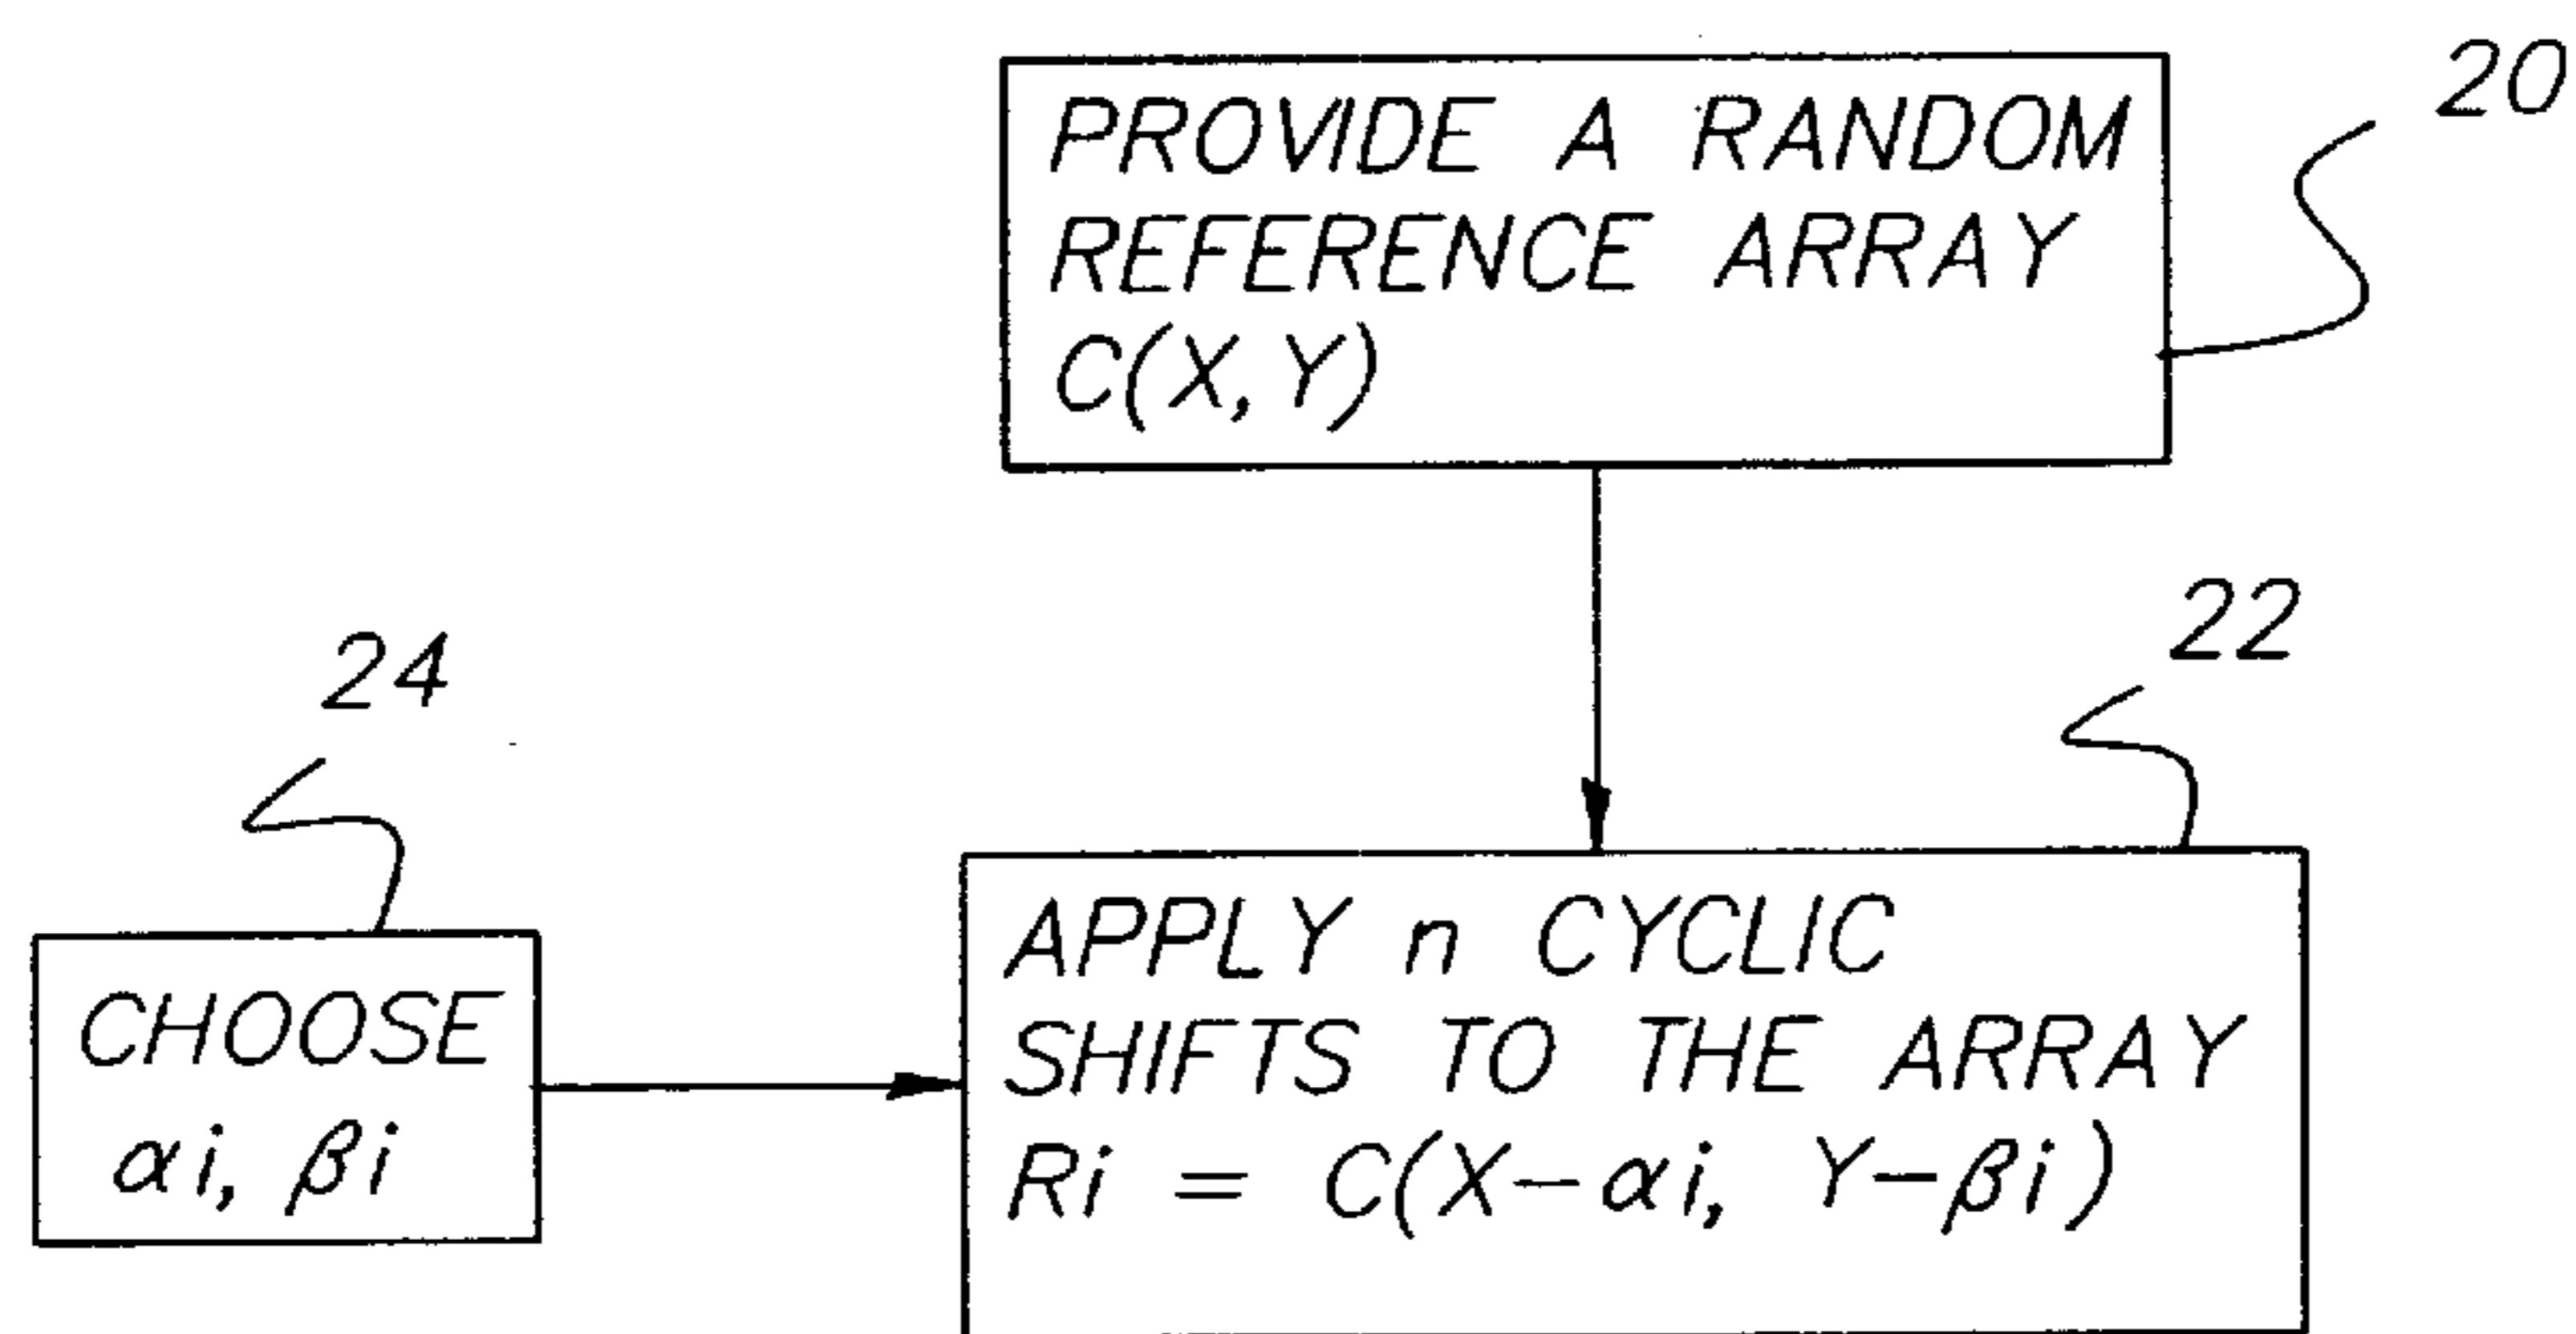 PROVIDE A RANDOM
REFERENCE ARRAY
C(X, Y)
20
22
24
CHOOSE
αi, βi
APPLY n CYCLIC
SHIFTS TO THE ARRAY
Ri = C(X-αi, Y-βi)